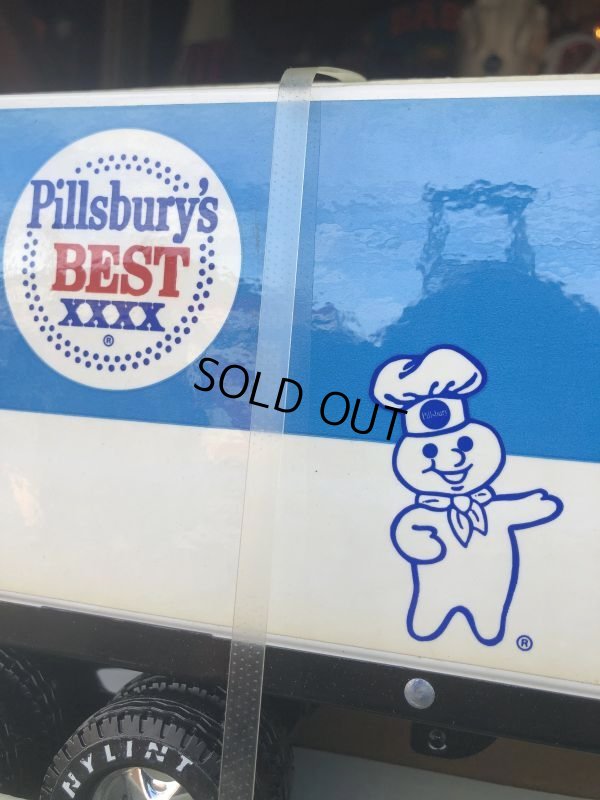 Pillsbury's
BEST
XXXX
®
SOLD OUT
Pillsbury
®
NYLINT